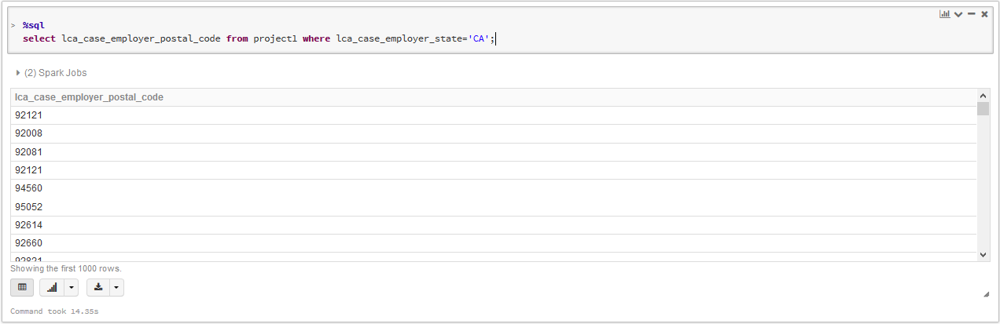 > %sql
select lca_case_employer_postal_code from project1 where lca_case_employer_state='CA';
(2) Spark Jobs
lca_case_employer_postal_code
92121
92008
92081
92121
94560
95052
92614
92660
92821
Showing the first 1000 rows.
Command took 14.35s